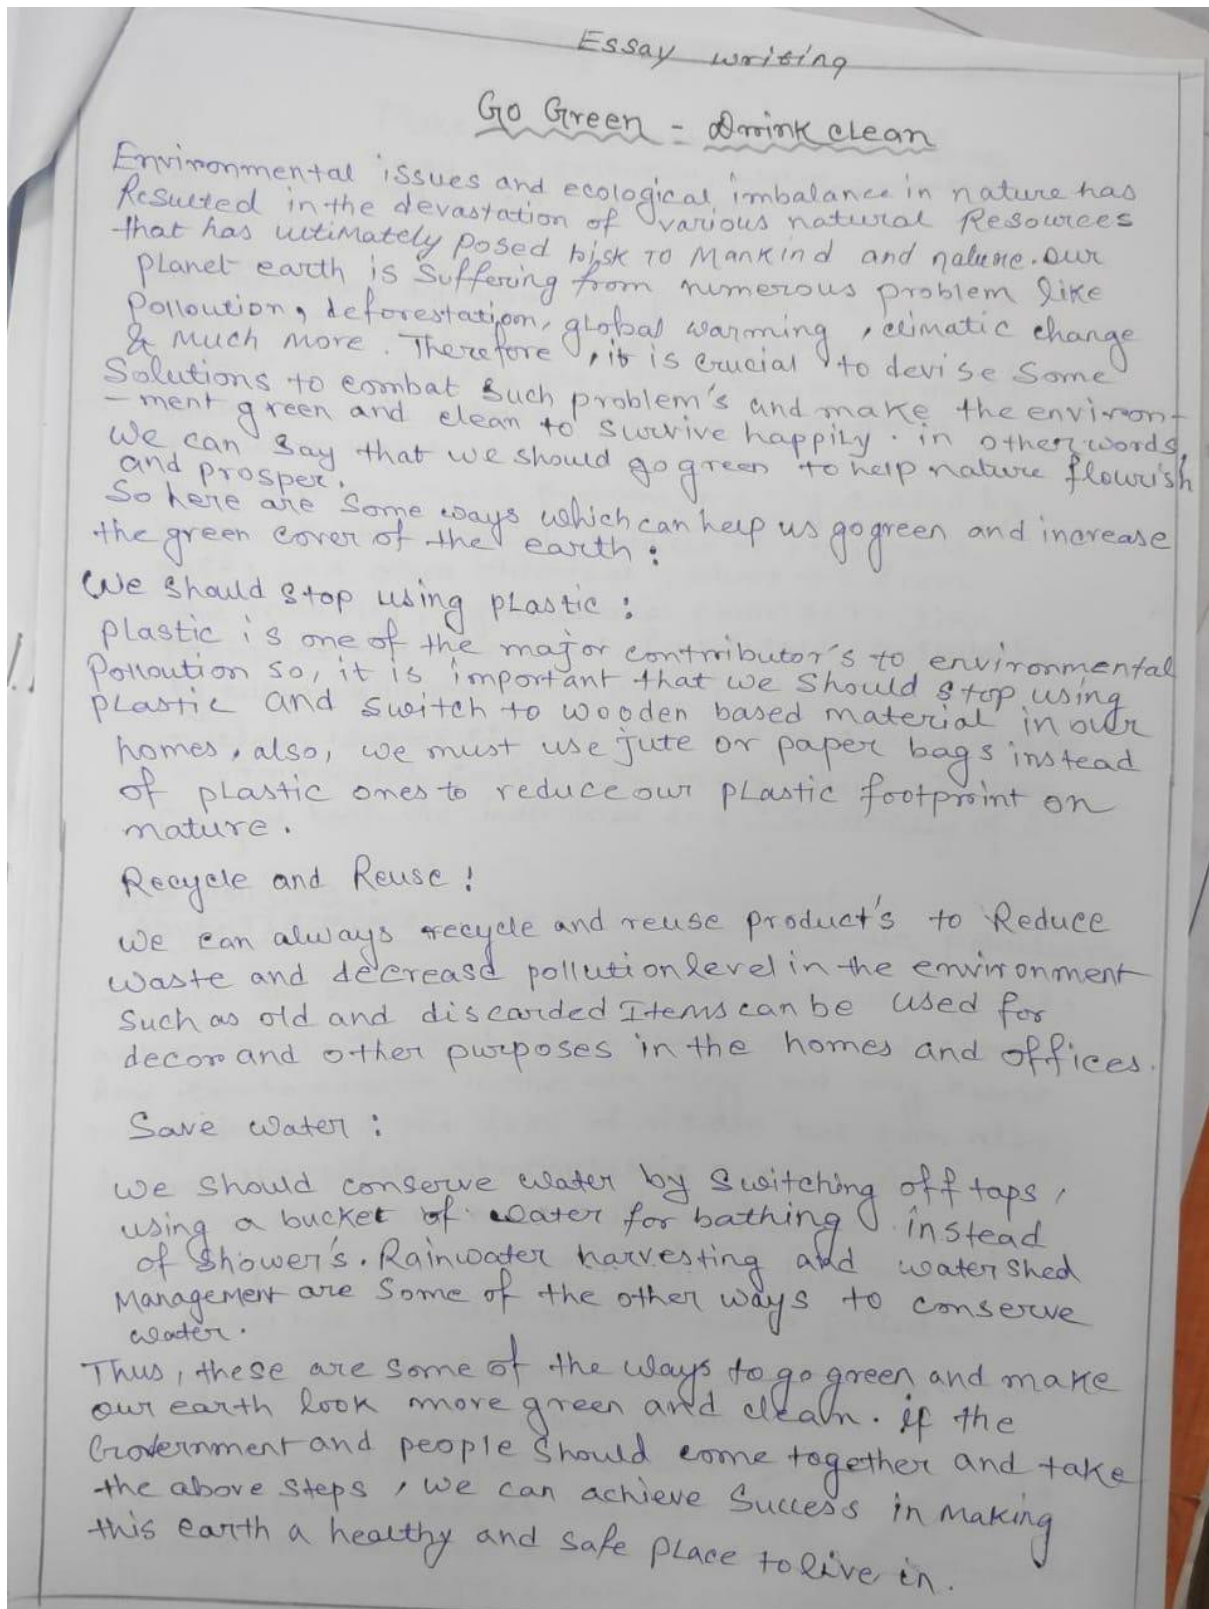 Essay writing
Go Green - Drink clean
Environmental issues and ecological imbalance in nature has
Resulted in the devastation of various natural Resources
that has ultimately posed risk To Mankind and nature. our
planet earth is Suffering from numerous problem like
Polloution, deforestation, global warming, climatic change
& much more. Therefore, it is crucial to devise Some
Solutions to combat Such problem's and make the environ-
-ment green and clean to survive happily. in other words,
we can Say that we should go green to help nature flourish
and prosper.
So here are Some ways which can help us go green and increase
the green cover of the earth :
We Should Stop using plastic :
plastic is one of the major contributor's to environmental
Polloution so, it is important that we Should Stop using
plastic and switch to wooden based material in our
homes, also, we must use jute or paper bags instead
of plastic ones to reduce our plastic footprint on
nature.
Recycle and Reuse !
we can always recycle and reuse product's to Reduce
waste and decrease pollution level in the environment
Such as old and discarded Items can be used for
decor and other purposes in the homes and offices.
Save water :
we Should conserve water by Switching off taps,
using a bucket of water for bathing instead
of Shower's. Rainwater harvesting and water shed
Management are Some of the other ways to conserve
water.
Thus, these are some of the ways to go green and make
our earth look more green and clean. if the
Government and people Should come together and take
the above Steps, we can achieve Success in Making
this earth a healthy and safe place to live in.